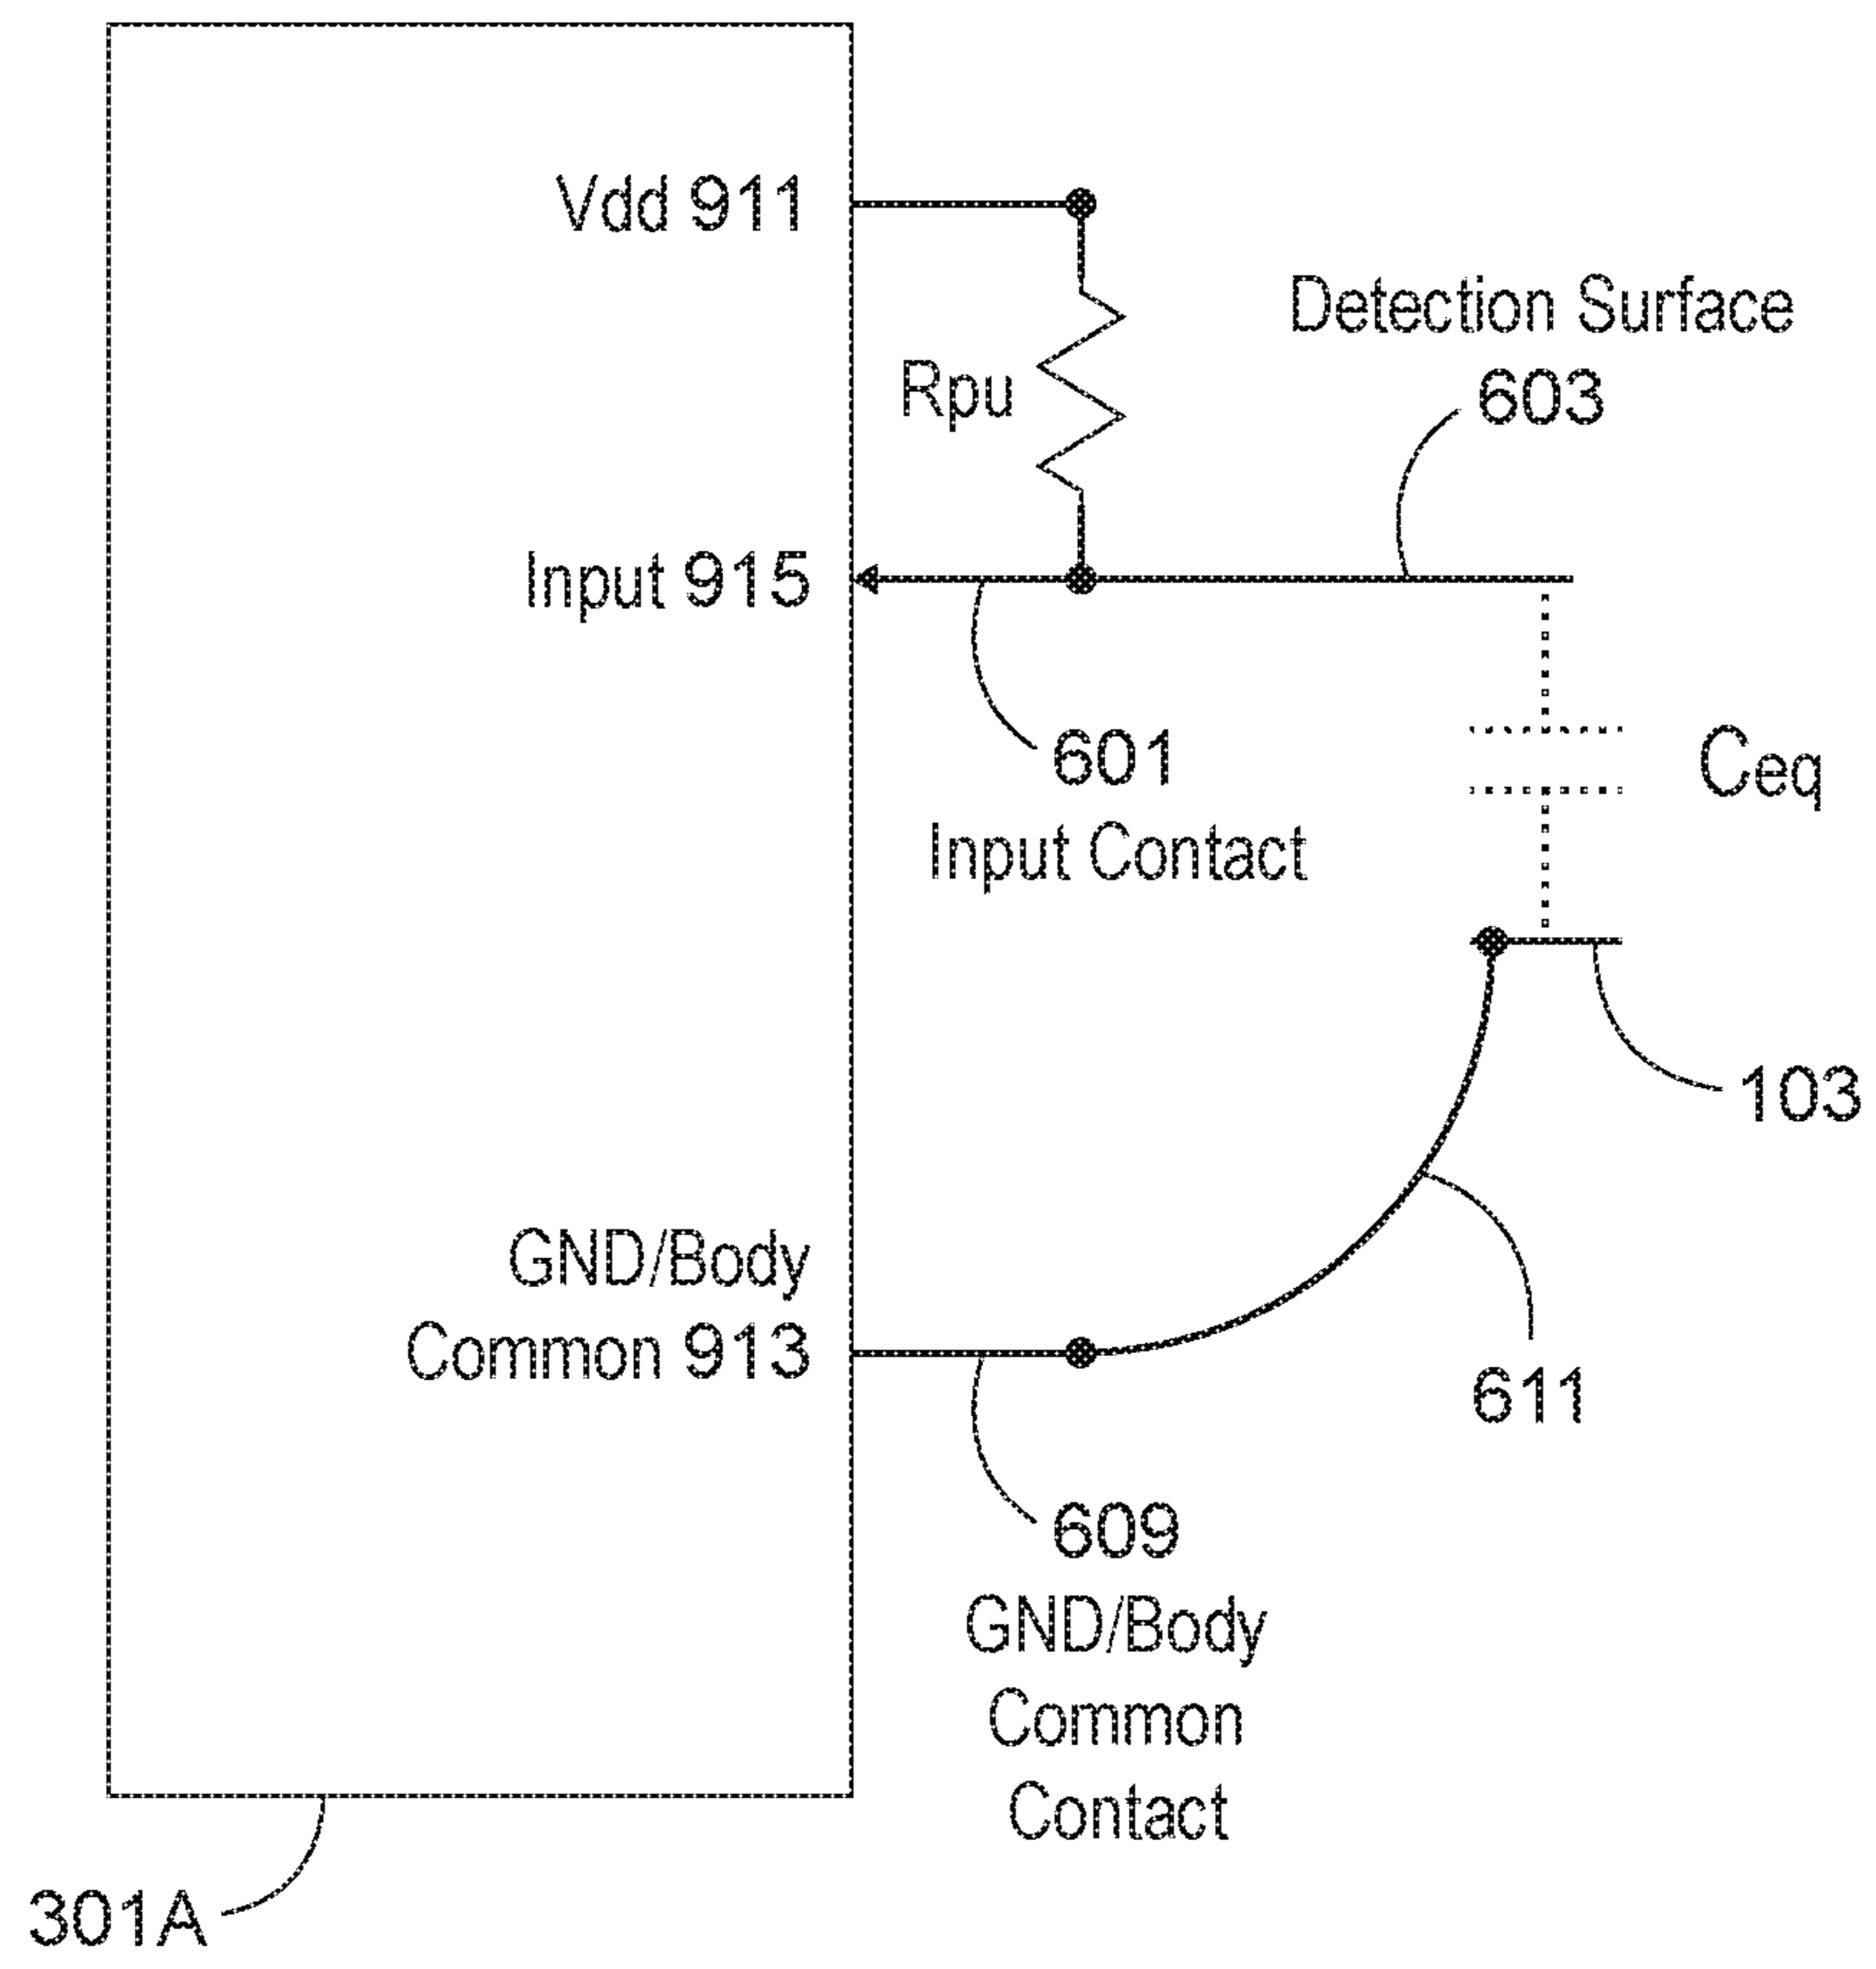 Vdd 911
Detection Surface
603
Rpu
Input 915
601
Input Contact
Ceq
103
GND/Body
Common 913
611
609
GND/Body
Common
Contact
301A